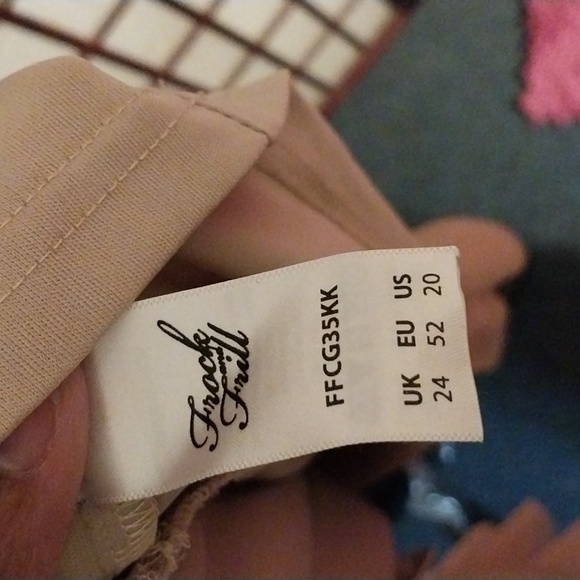 Frock
and
Frill
FFCG35KK
UK EU US
24 52 20